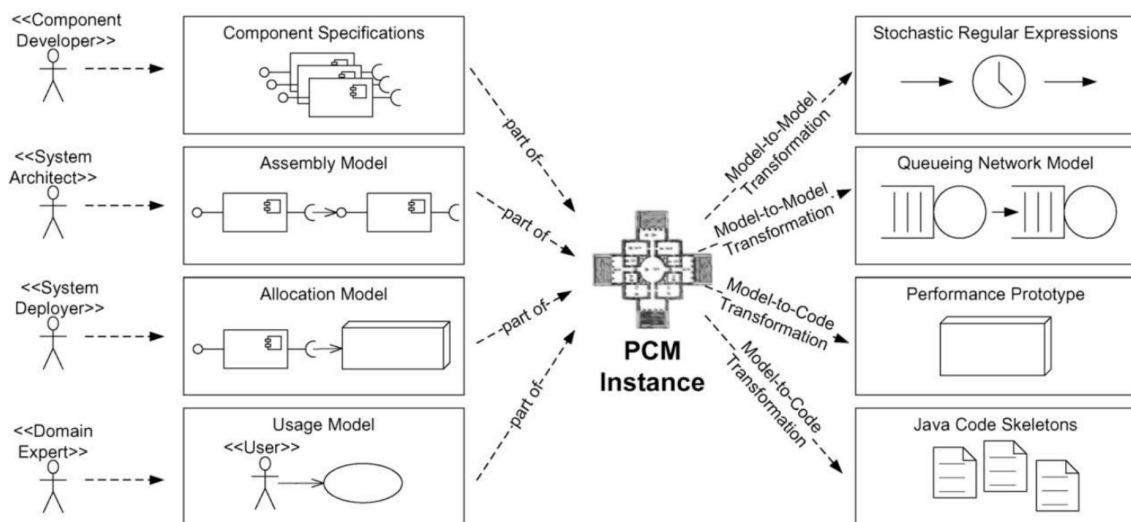 <<Component
Developer>>
Component Specifications
part of
<<System
Architect>>
Assembly Model
part of
<<System
Deployer>>
Allocation Model
part of
<<Domain
Expert>>
Usage Model
<<User>>
part of
PCM
Instance
Model-to-Model
Transformation
Stochastic Regular Expressions
Model-to-Model
Transformation
Queueing Network Model
Model-to-Code
Transformation
Performance Prototype
Model-to-Code
Transformation
Java Code Skeletons